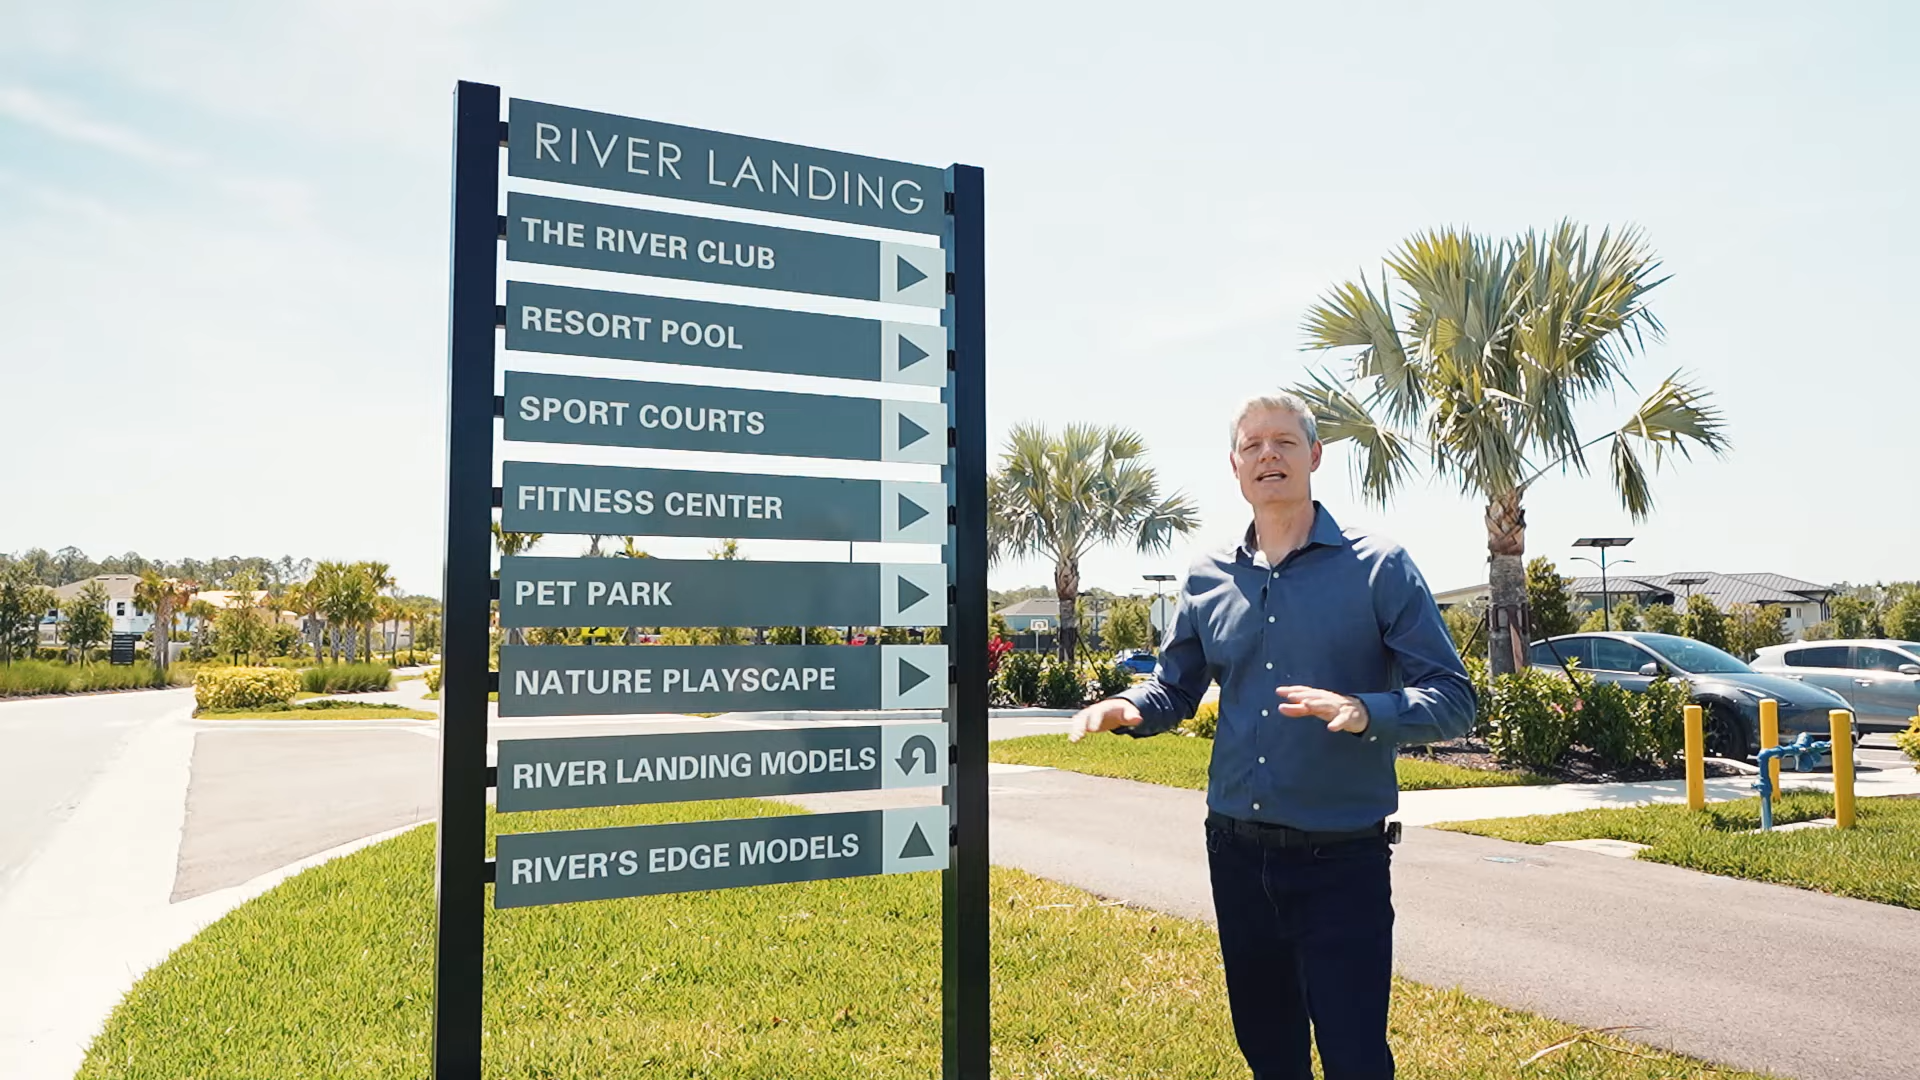 RIVER LANDING
THE RIVER CLUB
RESORT POOL
SPORT COURTS
FITNESS CENTER
PET PARK
NATURE PLAYSCAPE
RIVER LANDING MODELS
RIVER'S EDGE MODELS